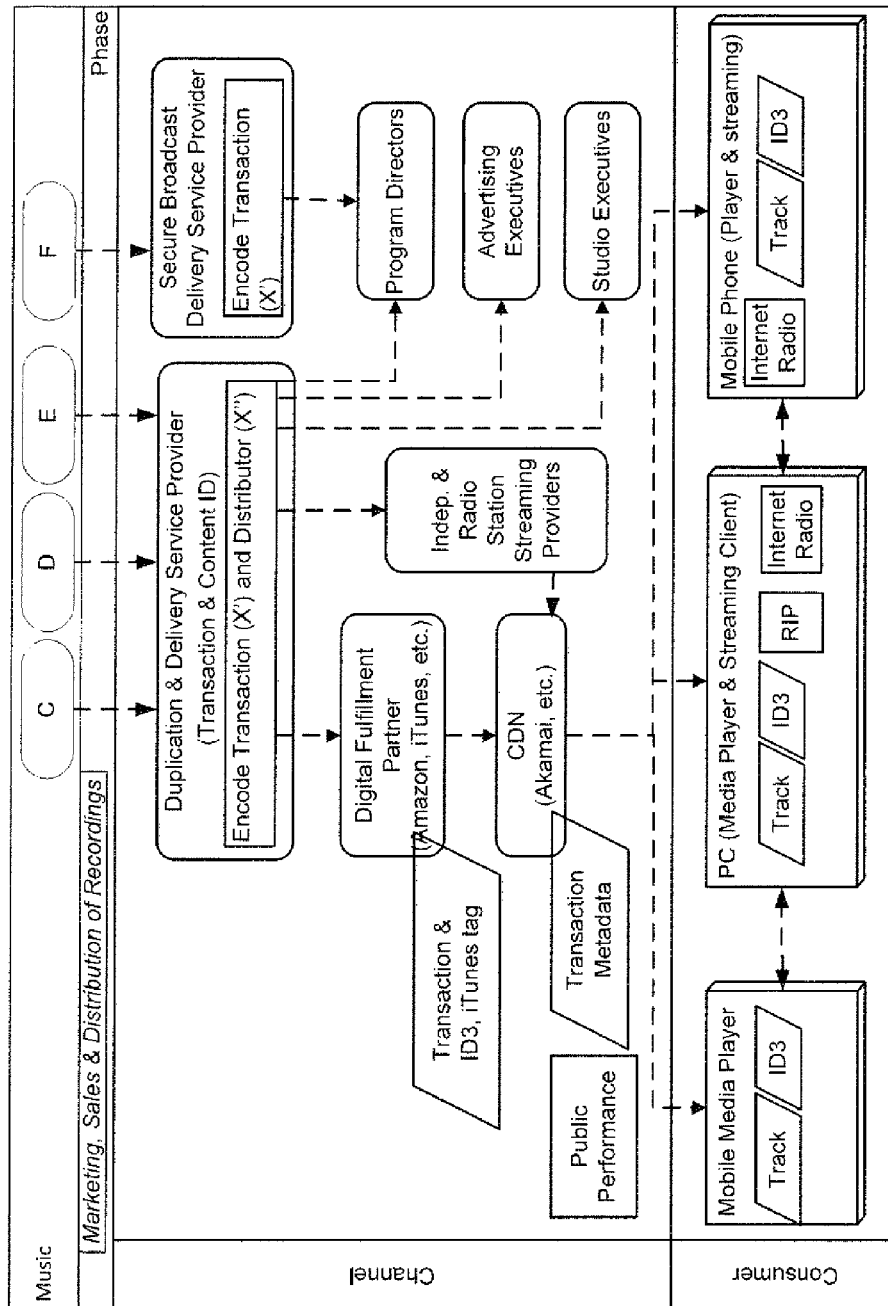 Music
C
D
E
F
Marketing, Sales & Distribution of Recordings
Phase
Channel
Duplication & Delivery Service Provider
(Transaction & Content ID)
Encode Transaction (X') and Distributor (X'')
Secure Broadcast
Delivery Service Provider
Encode Transaction
(X')
Digital Fulfillment
Partner
(Amazon, iTunes, etc.)
Indep. &
Radio
Station
Streaming
Providers
Program Directors
Advertising
Executives
Studio Executives
Transaction &
ID3, iTunes tag
CDN
(Akamai, etc.)
Transaction
Metadata
Public
Performance
Consumer
Mobile Media Player
Track
ID3
PC (Media Player & Streaming Client)
Track
ID3
RIP
Internet
Radio
Mobile Phone (Player & streaming)
Internet
Radio
Track
ID3